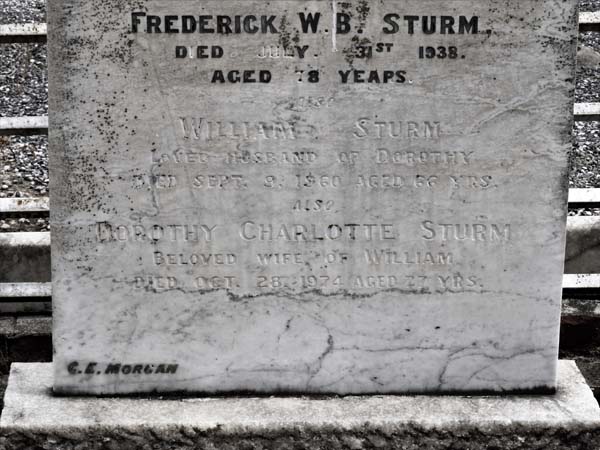 FREDERICK W. B. STURM.
DIED JULY 31ST 1938.
AGED 78 YEARS.
ALSO
WILLIAM STURM
LOVED HUSBAND OF DOROTHY
DIED SEPT. 9, 1960 AGED 66 YRS.
ALSO
DOROTHY CHARLOTTE STURM
BELOVED WIFE OF WILLIAM
DIED OCT. 28, 1974 AGED 77 YRS.
C. E. MORGAN